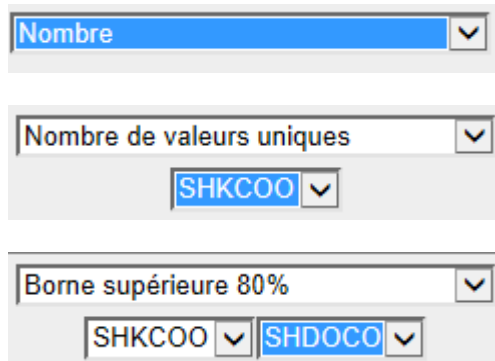 Nombre
Nombre de valeurs uniques
SHKCOO
Borne supérieure 80%
SHKCOO SHDOCO